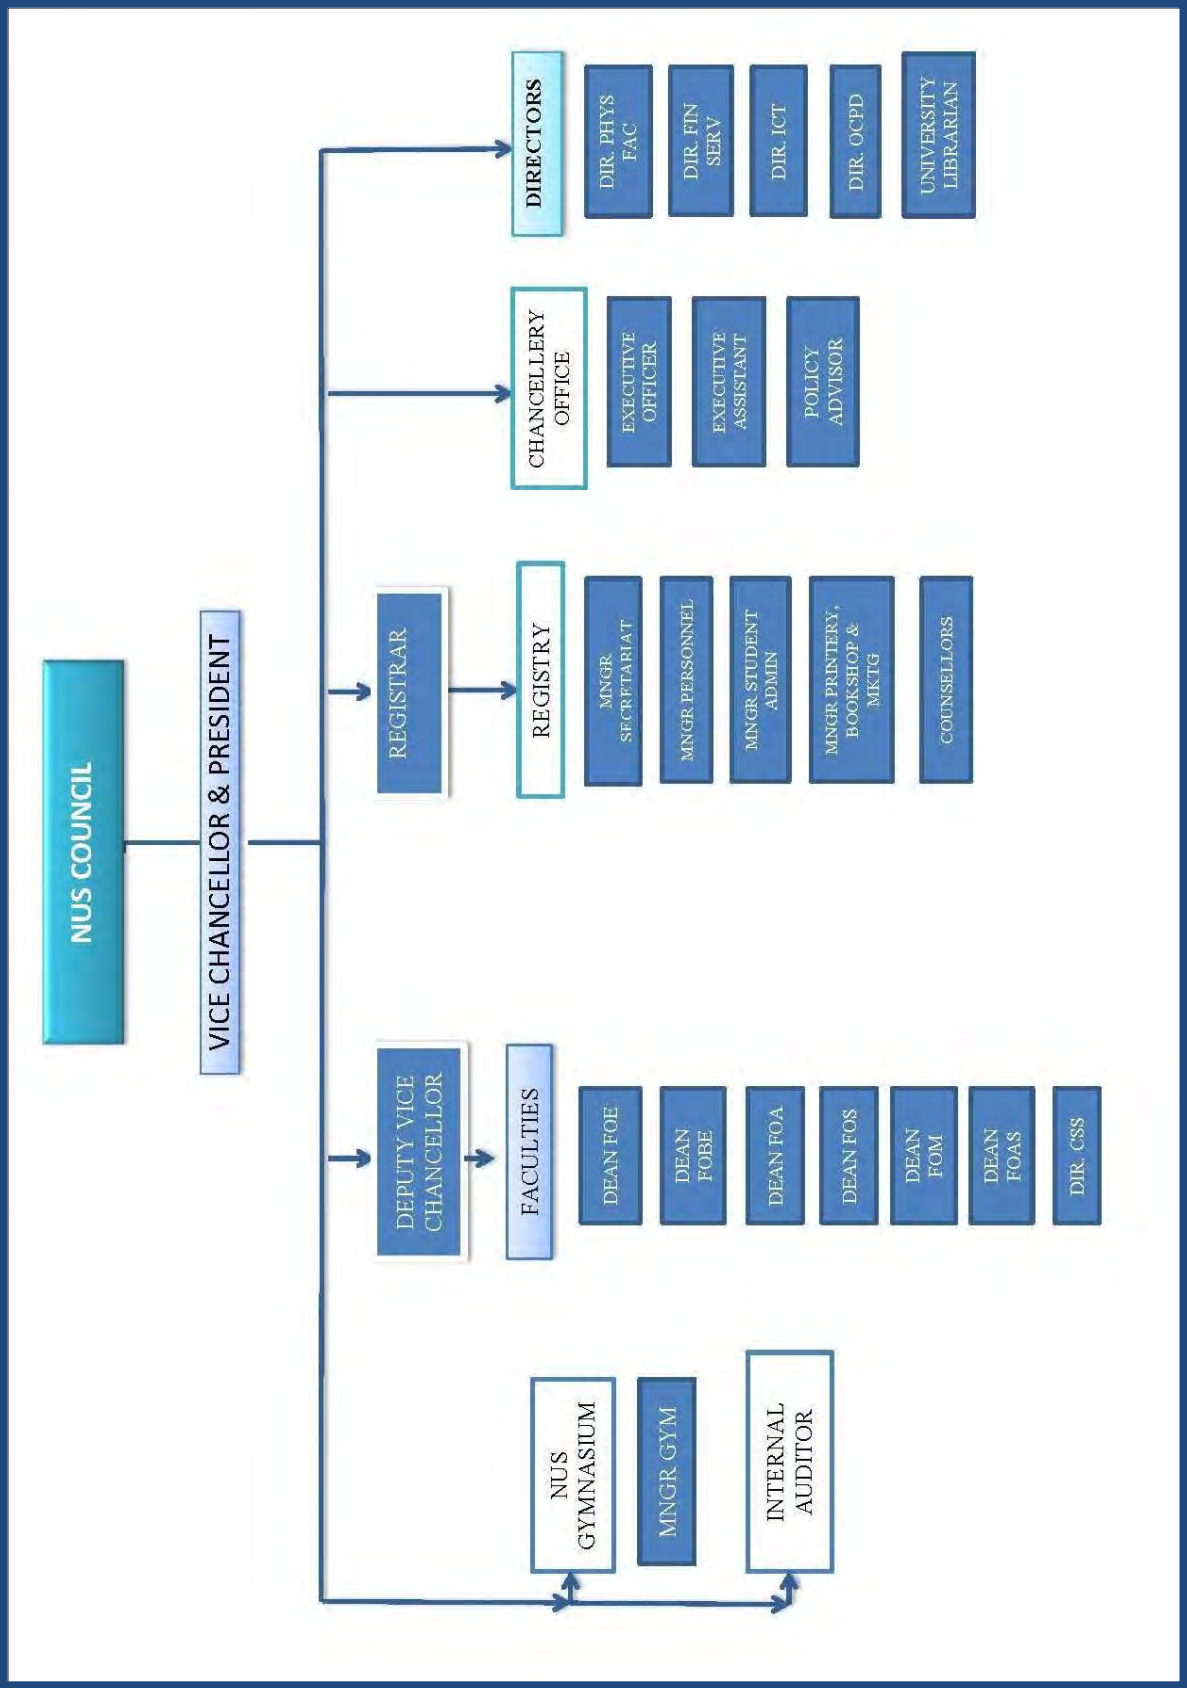 NUS COUNCIL
VICE CHANCELLOR & PRESIDENT
NUS
GYMNASIUM
MNGR GYM
INTERNAL
AUDITOR
DEPUTY VICE
CHANCELLOR
FACULTIES
DEAN FOE
DEAN
FOBE
DEAN FOA
DEAN FOS
DEAN
FOM
DEAN
FOAS
DIR. CSS
REGISTRAR
REGISTRY
MNGR
SECRETARIAT
MNGR PERSONNEL
MNGR STUDENT
ADMIN
MNGR PRINTERY,
BOOKSHOP &
MKTG
COUNSELLORS
CHANCELLERY
OFFICE
EXECUTIVE
OFFICER
EXECUTIVE
ASSISTANT
POLICY
ADVISOR
DIRECTORS
DIR. PHYS
FAC
DIR. FIN
SERV
DIR. ICT
DIR. OCPD
UNIVERSITY
LIBRARIAN